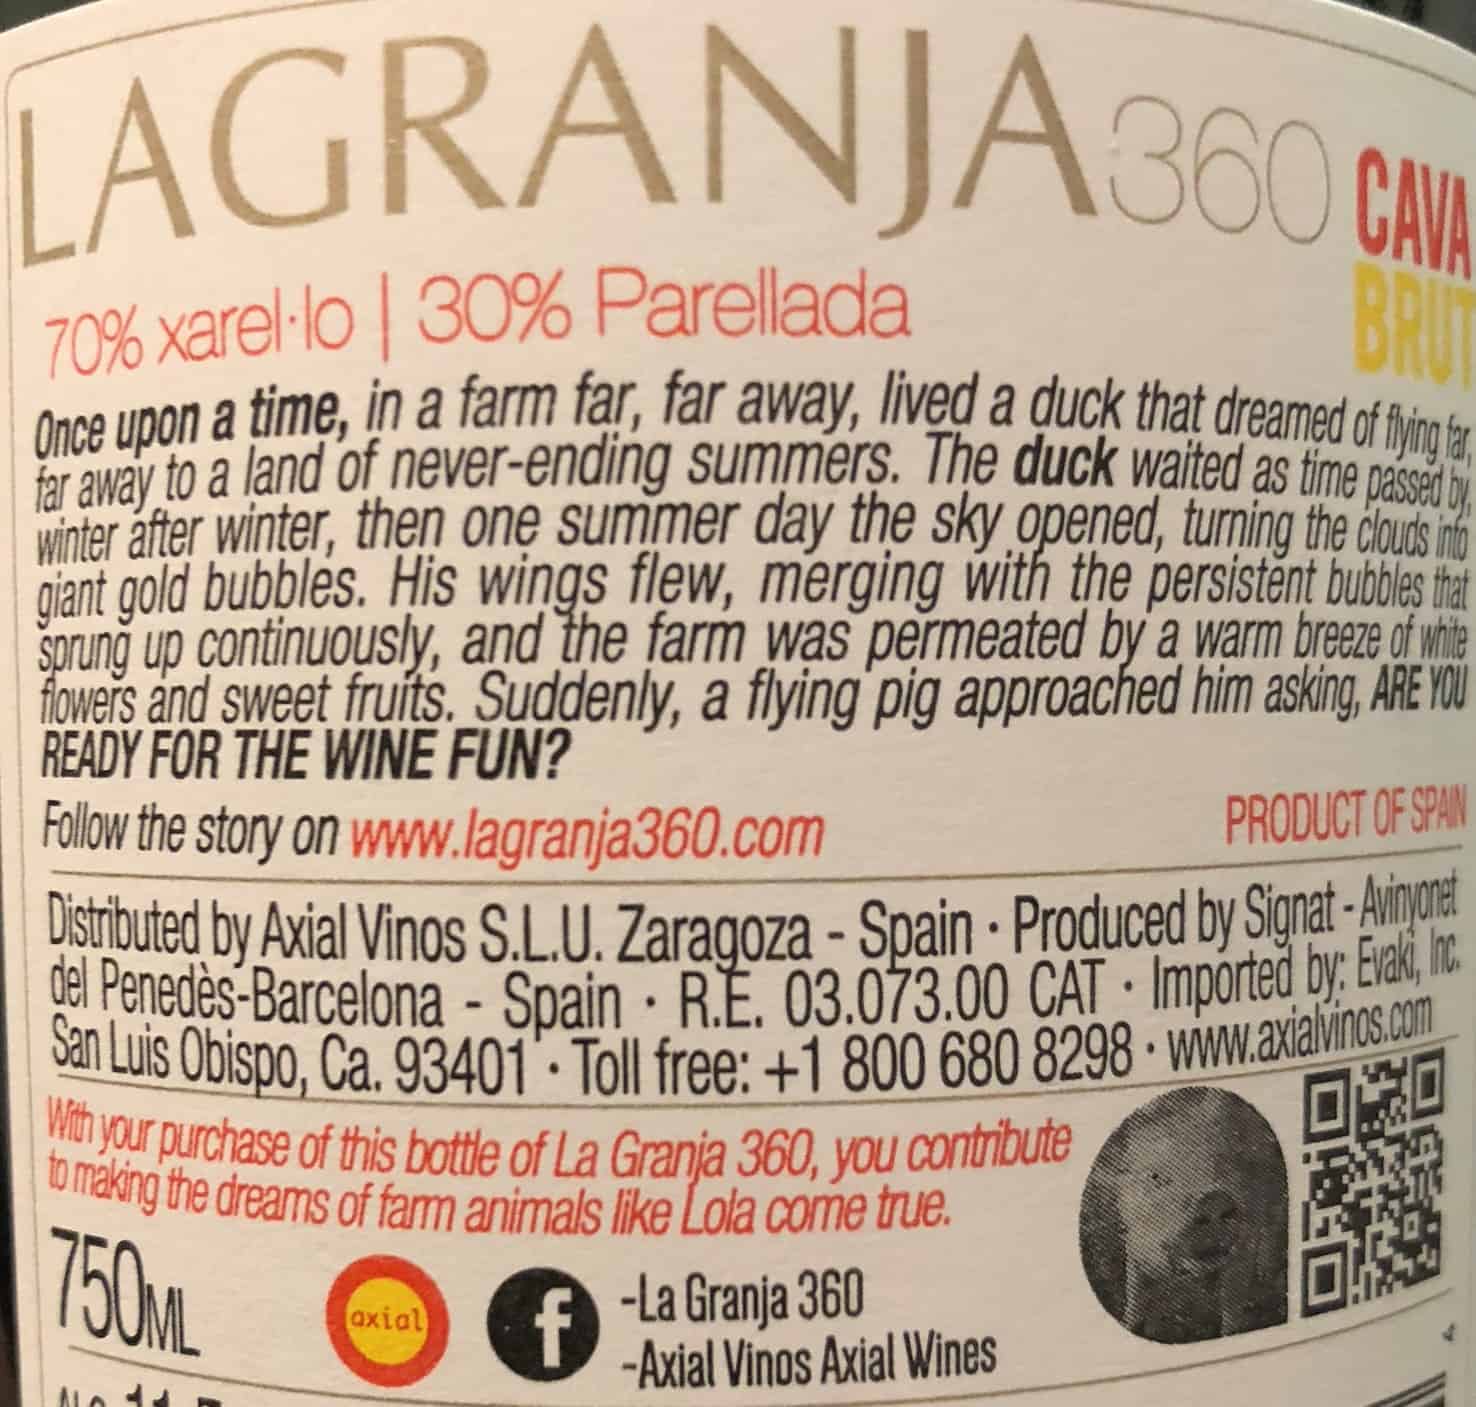 LAGRANJA360 CAVA
BRUT
70% xarel·lo | 30% Parellada
Once upon a time, in a farm far, far away, lived a duck that dreamed of flying far,
far away to a land of never-ending summers. The duck waited as time passed by,
winter after winter, then one summer day the sky opened, turning the clouds into
giant gold bubbles. His wings flew, merging with the persistent bubbles that
sprung up continuously, and the farm was permeated by a warm breeze of white
flowers and sweet fruits. Suddenly, a flying pig approached him asking, ARE YOU
READY FOR THE WINE FUN?
Follow the story on www.lagranja360.com
PRODUCT OF SPAIN
Distributed by Axial Vinos S.L.U. Zaragoza - Spain · Produced by Signat - Avinyonet
del Penedès-Barcelona - Spain · R.E. 03.073.00 CAT · Imported by: Evaki, Inc.
San Luis Obispo, Ca. 93401 · Toll free: +1 800 680 8298 · www.axialvinos.com
With your purchase of this bottle of La Granja 360, you contribute
to making the dreams of farm animals like Lola come true.
750ML
axial
f
-La Granja 360
-Axial Vinos Axial Wines
4